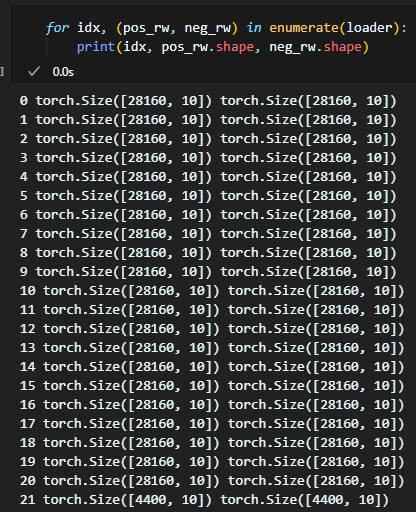 for idx, (pos_rw, neg_rw) in enumerate(loader):
print(idx, pos_rw.shape, neg_rw.shape)
]
0.0s
0 torch.Size([28160, 10]) torch.Size([28160, 10])
1 torch.Size([28160, 10]) torch.Size([28160, 10])
2 torch.Size([28160, 10]) torch.Size([28160, 10])
3 torch.Size([28160, 10]) torch.Size([28160, 10])
4 torch.Size([28160, 10]) torch.Size([28160, 10])
5 torch.Size([28160, 10]) torch.Size([28160, 10])
6 torch.Size([28160, 10]) torch.Size([28160, 10])
7 torch.Size([28160, 10]) torch.Size([28160, 10])
8 torch.Size([28160, 10]) torch.Size([28160, 10])
9 torch.Size([28160, 10]) torch.Size([28160, 10])
10 torch.Size([28160, 10]) torch.Size([28160, 10])
11 torch.Size([28160, 10]) torch.Size([28160, 10])
12 torch.Size([28160, 10]) torch.Size([28160, 10])
13 torch.Size([28160, 10]) torch.Size([28160, 10])
14 torch.Size([28160, 10]) torch.Size([28160, 10])
15 torch.Size([28160, 10]) torch.Size([28160, 10])
16 torch.Size([28160, 10]) torch.Size([28160, 10])
17 torch.Size([28160, 10]) torch.Size([28160, 10])
18 torch.Size([28160, 10]) torch.Size([28160, 10])
19 torch.Size([28160, 10]) torch.Size([28160, 10])
20 torch.Size([28160, 10]) torch.Size([28160, 10])
21 torch.Size([4400, 10]) torch.Size([4400, 10])